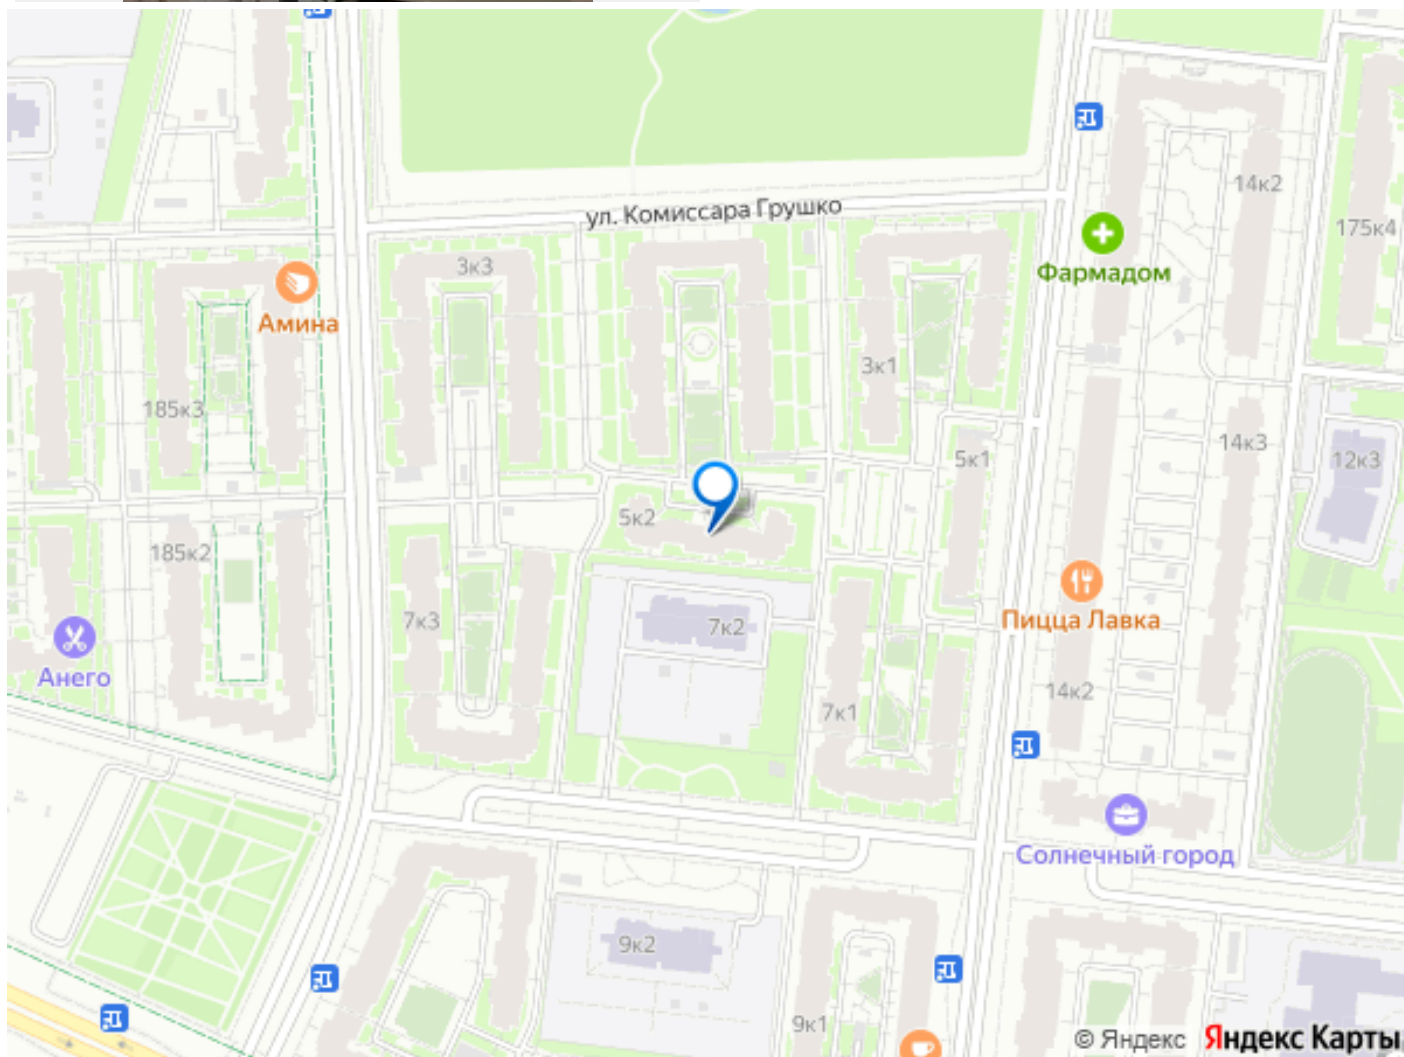 ул. Комиссара Грушко
14к2
175к4
Фармадом
3к3
Амина
3к1
185к3
14к3
5к1
12к3
5к2
185к2
7к3
7к2
Пицца Лавка
Анего
14к2
7к1
Солнечный город
9к2
9к1
© Яндекс Яндекс Карты